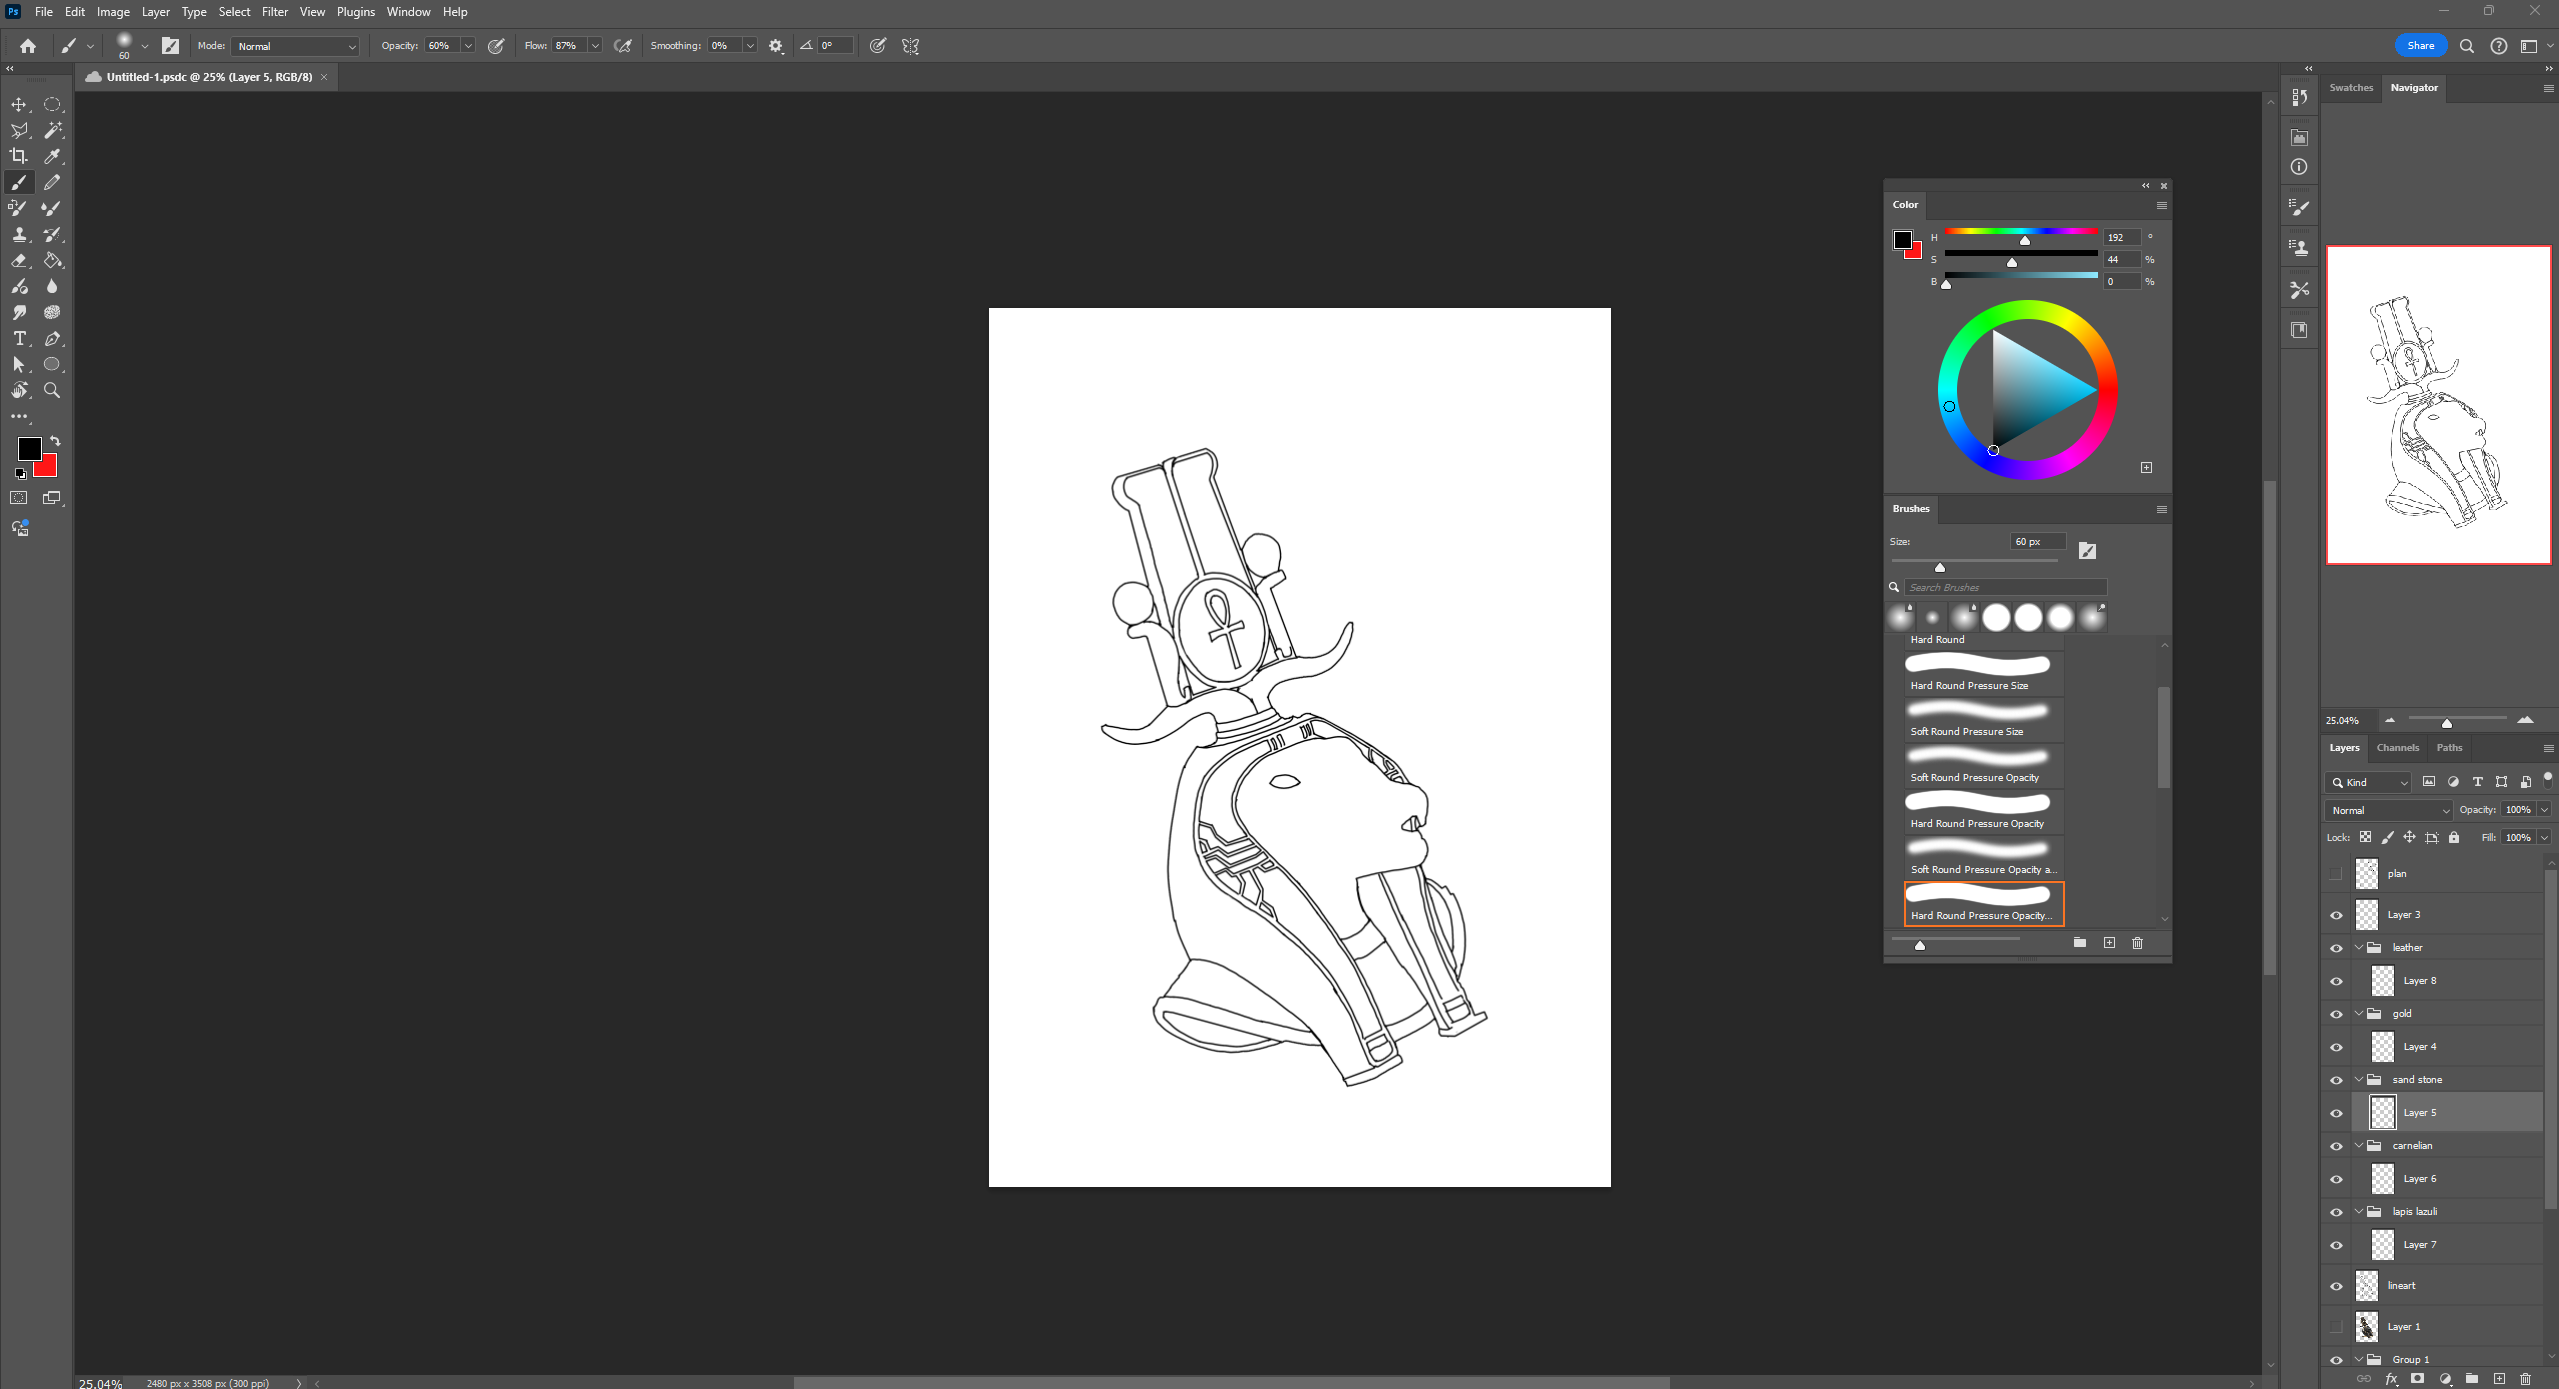 Ps File Edit Image Layer Type Select Filter View Plugins Window Help
60 Mode: Normal Opacity: 60% Flow: 87% Smoothing: 0% 0° Share
Untitled-1.psdc @ 25% (Layer 5, RGB/8)
Swatches Navigator
Color
H 192 °
S 44 %
B 0 %
Brushes
Size: 60 px
Search Brushes
Hard Round
Hard Round Pressure Size
Soft Round Pressure Size
Soft Round Pressure Opacity
Hard Round Pressure Opacity
Soft Round Pressure Opacity a...
Hard Round Pressure Opacity...
25.04%
Layers Channels Paths
Kind
Normal Opacity: 100%
Lock: Fill: 100%
plan
Layer 3
leather
Layer 8
gold
Layer 4
sand stone
Layer 5
carnelian
Layer 6
lapis lazuli
Layer 7
lineart
Layer 1
Group 1
fx
25.04% 2480 px x 3508 px (300 ppi)